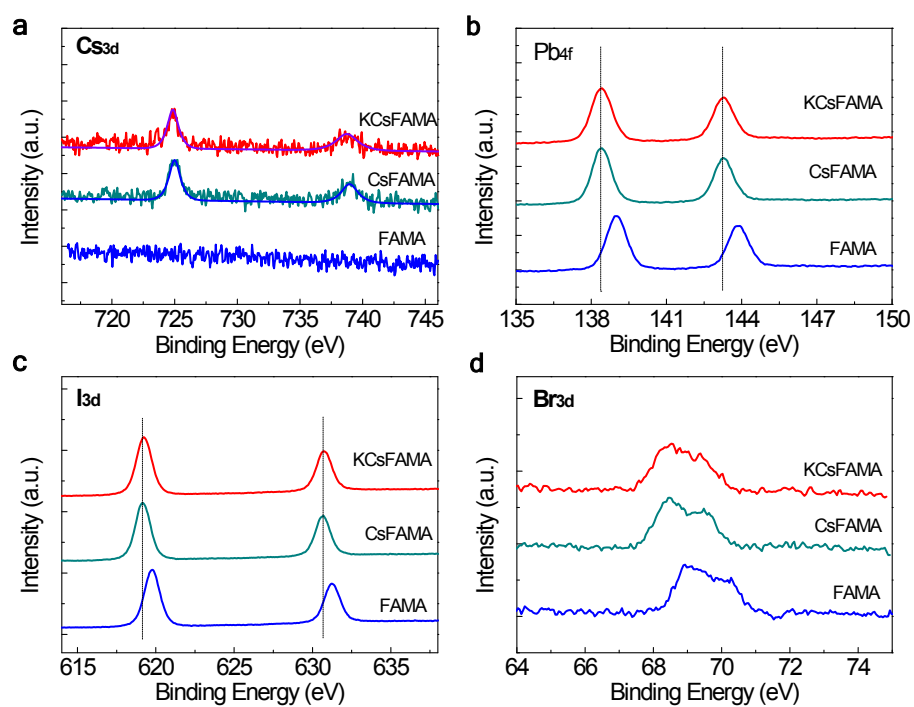 a
Cs3d
KCsFAMA
CsFAMA
FAMA
Intensity (a.u.)
720 725 730 735 740 745
Binding Energy (eV)
b
Pb4f
KCsFAMA
CsFAMA
FAMA
Intensity (a.u.)
135 138 141 144 147 150
Binding Energy (eV)
c
I3d
KCsFAMA
CsFAMA
FAMA
Intensity (a.u.)
615 620 625 630 635
Binding Energy (eV)
d
Br3d
KCsFAMA
CsFAMA
FAMA
Intensity (a.u.)
64 66 68 70 72 74
Binding Energy (eV)